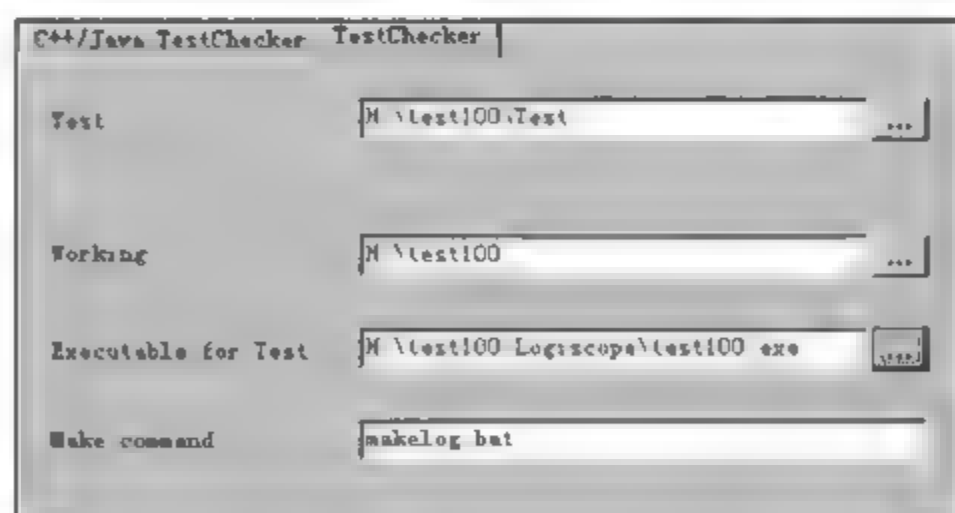 C++/Java TestChecker TestChecker
Test M \test100\Test ...
Working M \test100 ...
Executable for Test M \test100 Logiscope\test100 exe ...
Make command makelog bat